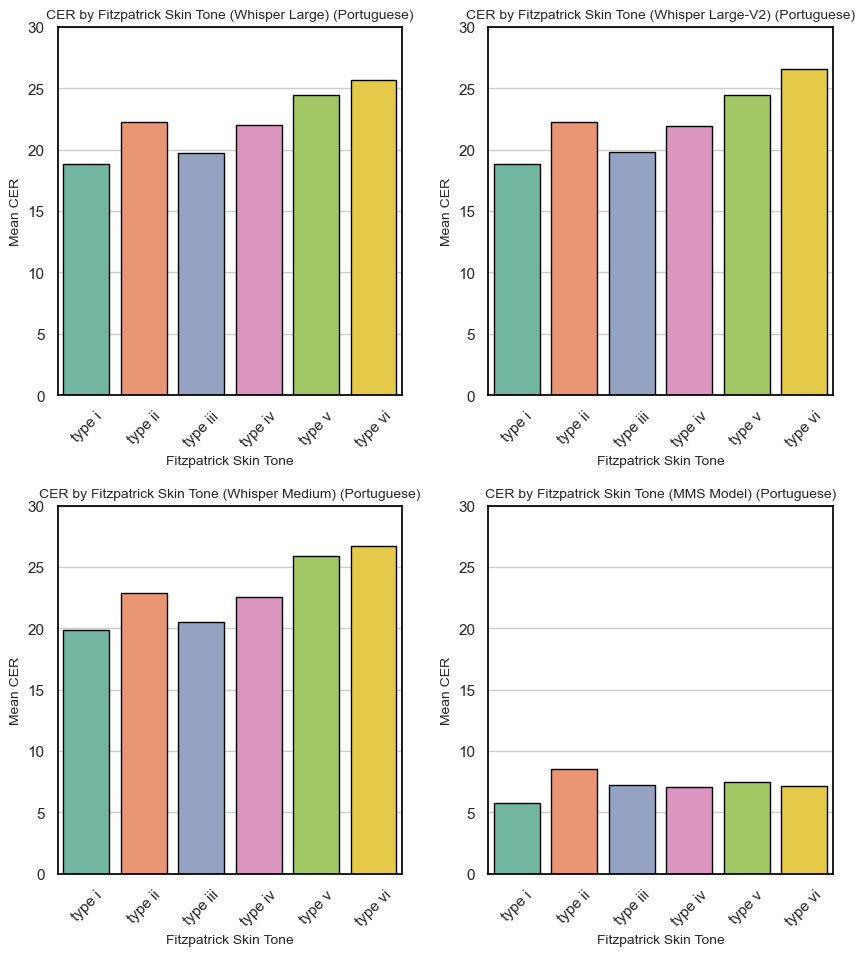 CER by Fitzpatrick Skin Tone (Whisper Large) (Portuguese)
30
25
20
15
10
5
0
Mean CER
type i
type ii
type iii
type iv
type v
type vi
Fitzpatrick Skin Tone
CER by Fitzpatrick Skin Tone (Whisper Large-V2) (Portuguese)
30
25
20
15
10
5
0
Mean CER
type i
type ii
type iii
type iv
type v
type vi
Fitzpatrick Skin Tone
CER by Fitzpatrick Skin Tone (Whisper Medium) (Portuguese)
30
25
20
15
10
5
0
Mean CER
type i
type ii
type iii
type iv
type v
type vi
Fitzpatrick Skin Tone
CER by Fitzpatrick Skin Tone (MMS Model) (Portuguese)
30
25
20
15
10
5
0
Mean CER
type i
type ii
type iii
type iv
type v
type vi
Fitzpatrick Skin Tone